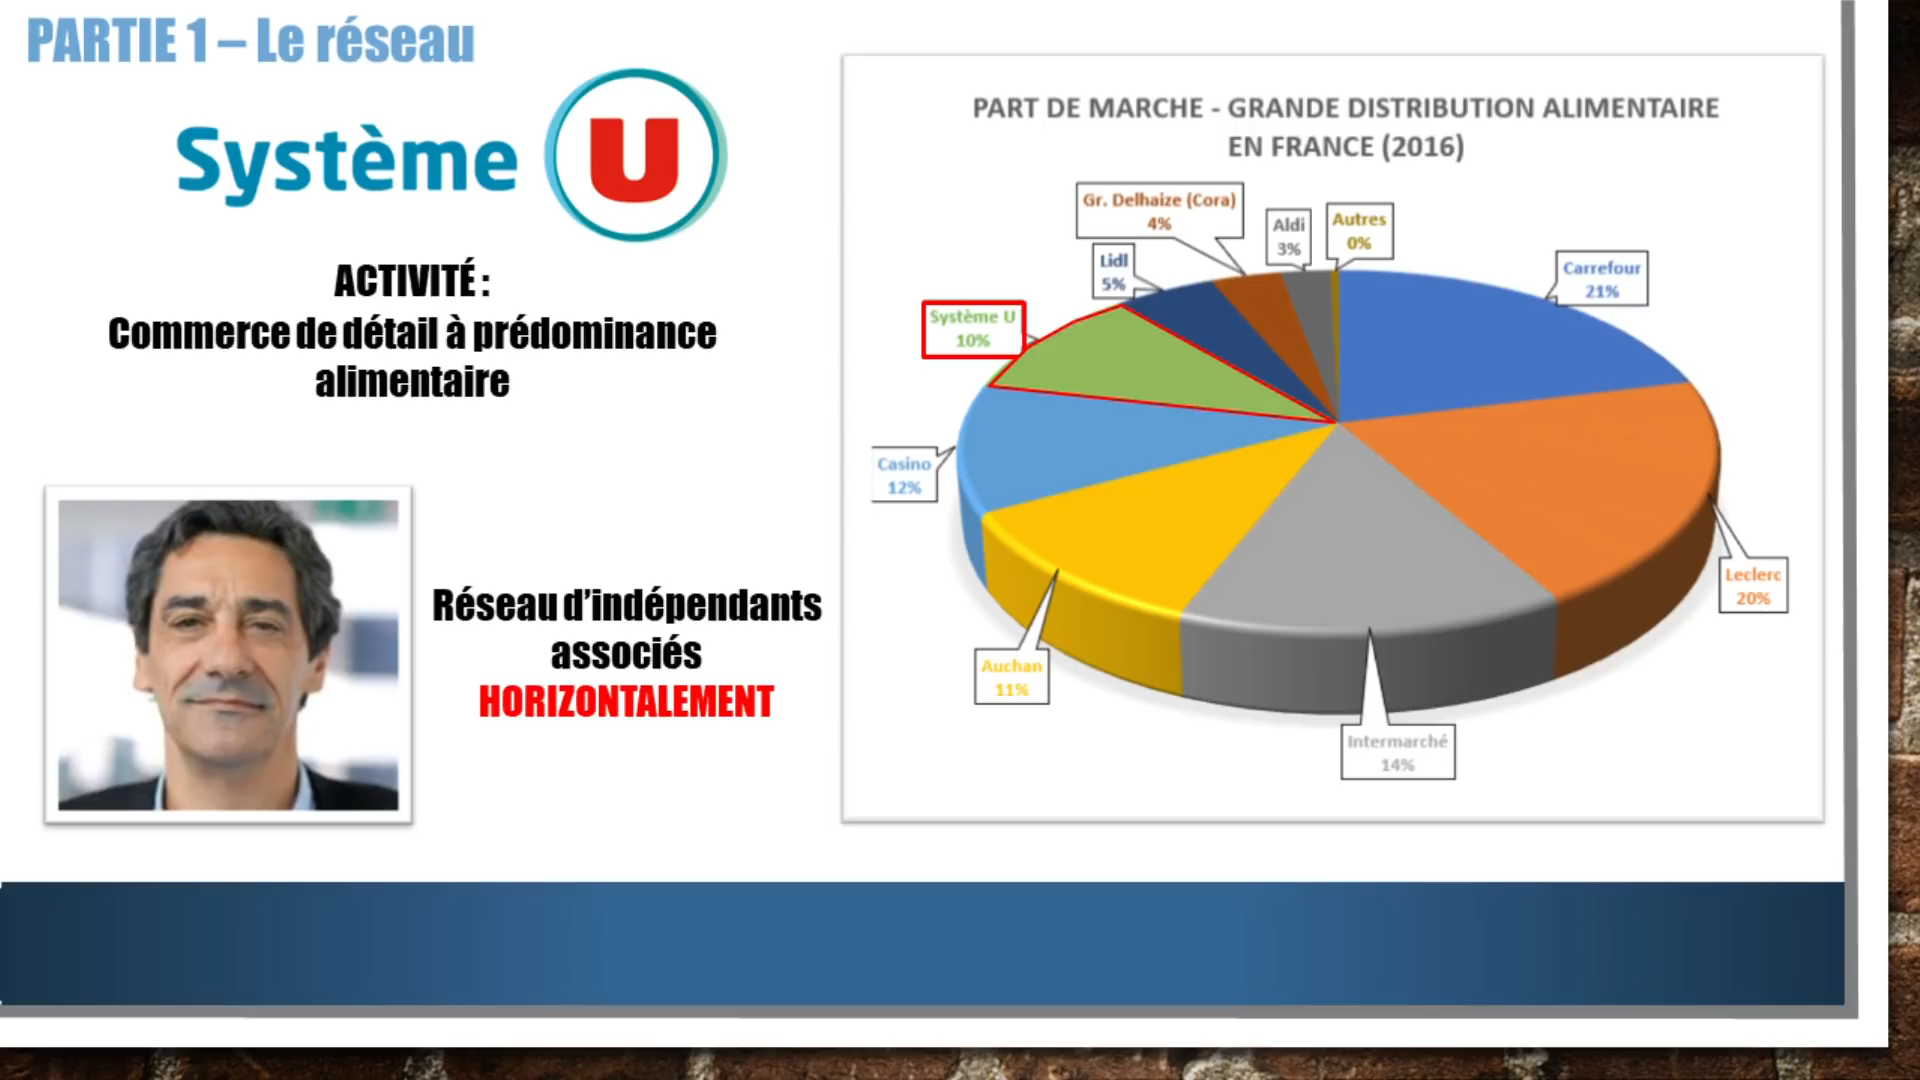 PARTIE 1 – Le réseau
Système U
ACTIVITÉ :
Commerce de détail à prédominance
alimentaire
Réseau d’indépendants
associés
HORIZONTALEMENT
PART DE MARCHE - GRANDE DISTRIBUTION ALIMENTAIRE
EN FRANCE (2016)
Gr. Delhaize (Cora)
4%
Aldi
3%
Autres
0%
Lidl
5%
Carrefour
21%
Système U
10%
Casino
12%
Leclerc
20%
Auchan
11%
Intermarché
14%